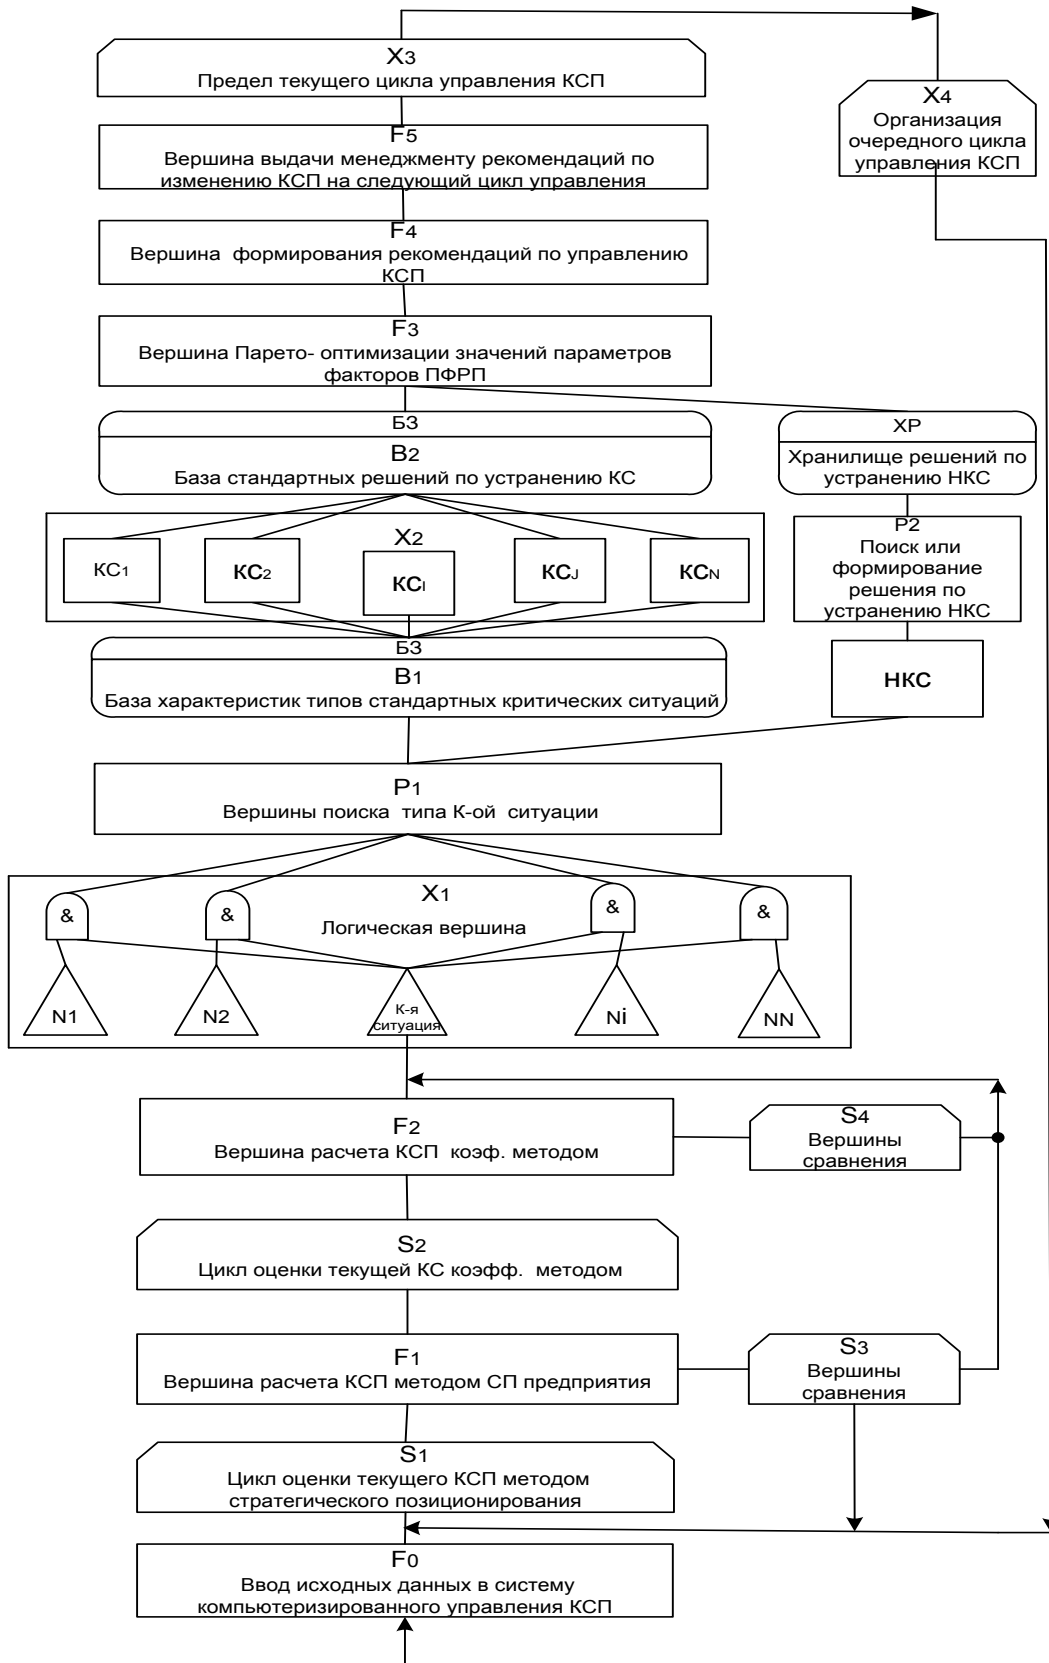 X3
Предел текущего цикла управления КСП
X4
Организация
очередного цикла
управления КСП
F5
Вершина выдачи менеджменту рекомендаций по
изменению КСП на следующий цикл управления
F4
Вершина формирования рекомендаций по управлению
КСП
F3
Вершина Парето- оптимизации значений параметров
факторов ПФРП
БЗ
В2
База стандартных решений по устранению КС
ХР
Хранилище решений по
устранению НКС
X2
КС1
КС2
КСI
КСJ
КСN
Р2
Поиск или
формирование
решения по
устранению НКС
БЗ
В1
База характеристик типов стандартных критических ситуаций
НКС
Р1
Вершины поиска типа К-ой ситуации
X1
Логическая вершина
&
&
&
&
N1
N2
К-я
ситуация
Ni
NN
F2
Вершина расчета КСП коэф. методом
S4
Вершины
сравнения
S2
Цикл оценки текущей КС коэфф. методом
F1
Вершина расчета КСП методом СП предприятия
S3
Вершины
сравнения
S1
Цикл оценки текущего КСП методом
стратегического позиционирования
F0
Ввод исходных данных в систему
компьютеризированного управления КСП